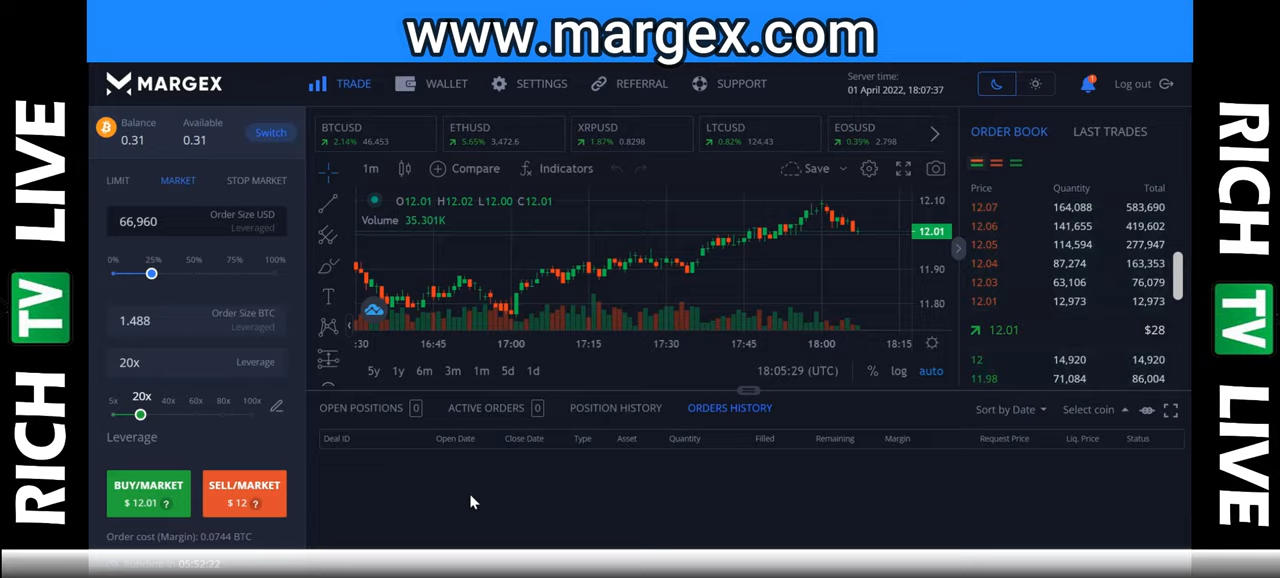 www.margex.com
RICH TV LIVE
MARGEX
TRADE
WALLET
SETTINGS
REFERRAL
SUPPORT
Server time:
01 April 2022, 18:07:37
1
Log out
Balance
0.31
Available
0.31
Switch
LIMIT
MARKET
STOP MARKET
66,960
Order Size USD
Leveraged
0% 25% 50% 75% 100%
1.488
Order Size BTC
Leveraged
20x
Leverage
5x 20x 40x 60x 80x 100x
Leverage
BUY/MARKET
$ 12.01 ?
SELL/MARKET
$ 12 ?
Order cost (Margin): 0.0744 BTC
Funding in 05:52:22
BTCUSD
2.14% 46,453
ETHUSD
5.65% 3,472.6
XRPUSD
1.87% 0.8298
LTCUSD
0.82% 124.43
EOSUSD
0.39% 2.798
1m
Compare
Indicators
Save
O12.01 H12.02 L12.00 C12.01
Volume 35.301K
12.10
12.01
11.90
11.80
:30 16:45 17:00 17:15 17:30 17:45 18:00 18:15
5y 1y 6m 3m 1m 5d 1d
18:05:29 (UTC)
% log auto
ORDER BOOK
LAST TRADES
Price Quantity Total
12.07 164,088 583,690
12.06 141,655 419,602
12.05 114,594 277,947
12.04 87,274 163,353
12.03 63,106 76,079
12.01 12,973 12,973
12.01 $28
12 14,920 14,920
11.98 71,084 86,004
OPEN POSITIONS 0
ACTIVE ORDERS 0
POSITION HISTORY
ORDERS HISTORY
Sort by Date
Select coin
Deal ID Open Date Close Date Type Asset Quantity Filled Remaining Margin Request Price Liq. Price Status
RICH TV LIVE